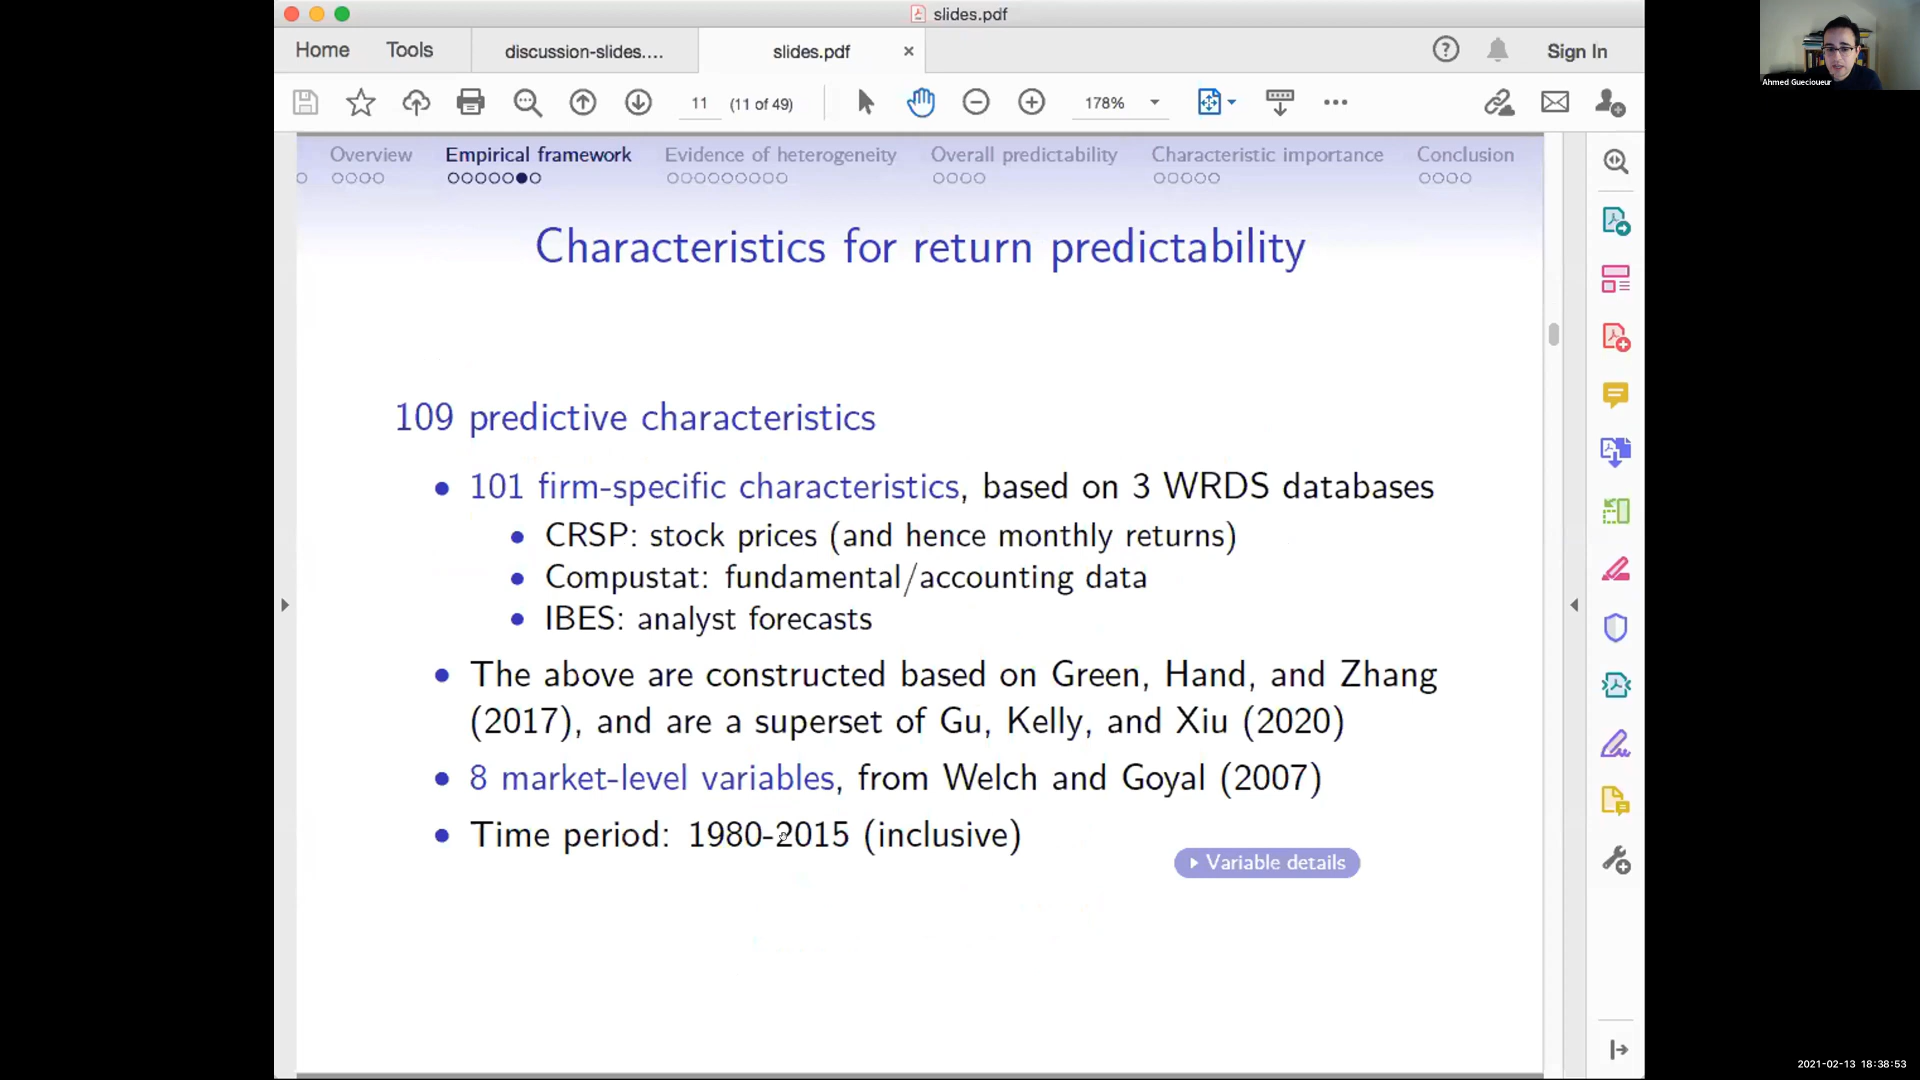 slides.pdf
Home
Tools
discussion-slides....
slides.pdf
Sign In
11
(11 of 49)
178%
Ahmed Guecioueur
Overview
Empirical framework
Evidence of heterogeneity
Overall predictability
Characteristic importance
Conclusion
Characteristics for return predictability
109 predictive characteristics
101 firm-specific characteristics, based on 3 WRDS databases
CRSP: stock prices (and hence monthly returns)
Compustat: fundamental/accounting data
IBES: analyst forecasts
The above are constructed based on Green, Hand, and Zhang
(2017), and are a superset of Gu, Kelly, and Xiu (2020)
8 market-level variables, from Welch and Goyal (2007)
Time period: 1980-2015 (inclusive)
Variable details
2021-02-13 18:38:53